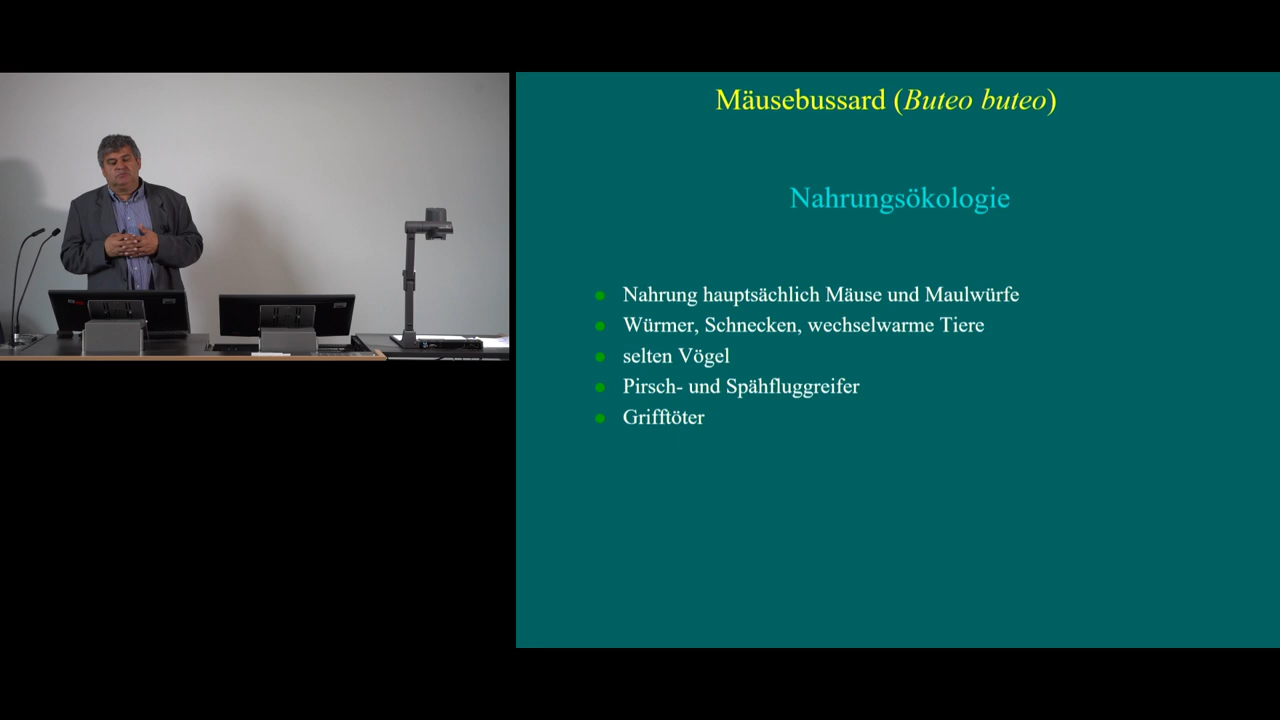 Mäusebussard (Buteo buteo)
Nahrungsökologie
Nahrung hauptsächlich Mäuse und Maulwürfe
Würmer, Schnecken, wechselwarme Tiere
selten Vögel
Pirsch- und Spähfluggreifer
Grifftöter